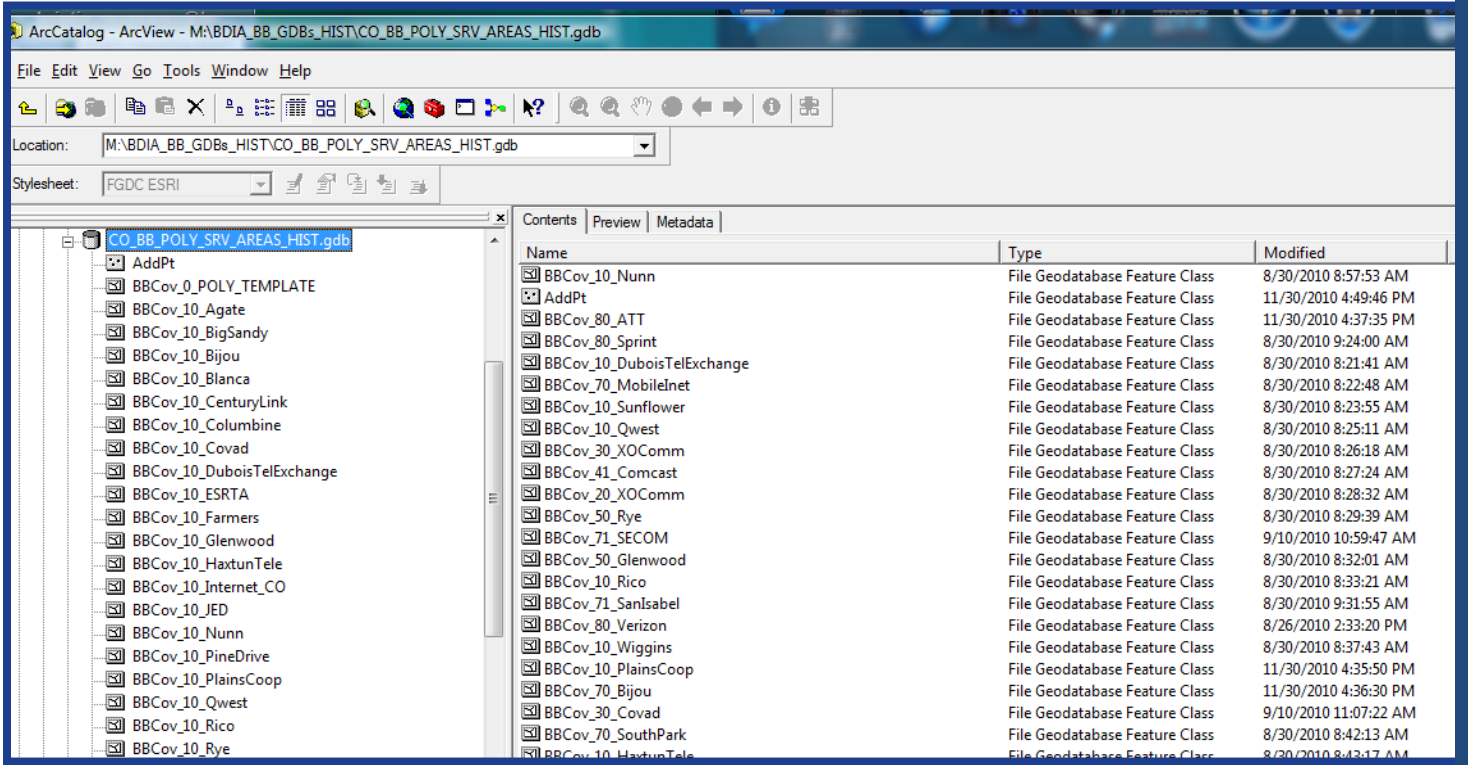 ArcCatalog - ArcView - M:\BDIA_BB_GDBs_HIST\CO_BB_POLY_SRV_AREAS_HIST.gdb
File Edit View Go Tools Window Help
Location: M:\BDIA_BB_GDBs_HIST\CO_BB_POLY_SRV_AREAS_HIST.gdb
Stylesheet: FGDC ESRI
CO_BB_POLY_SRV_AREAS_HIST.gdb
AddPt
BBCov_0_POLY_TEMPLATE
BBCov_10_Agate
BBCov_10_BigSandy
BBCov_10_Bijou
BBCov_10_Blanca
BBCov_10_CenturyLink
BBCov_10_Columbine
BBCov_10_Covad
BBCov_10_DuboisTelExchange
BBCov_10_ESRTA
BBCov_10_Farmers
BBCov_10_Glenwood
BBCov_10_HaxtunTele
BBCov_10_Internet_CO
BBCov_10_JED
BBCov_10_Nunn
BBCov_10_PineDrive
BBCov_10_PlainsCoop
BBCov_10_Qwest
BBCov_10_Rico
BBCov_10_Rye
Contents Preview Metadata
Name Type Modified
BBCov_10_Nunn File Geodatabase Feature Class 8/30/2010 8:57:53 AM
AddPt File Geodatabase Feature Class 11/30/2010 4:49:46 PM
BBCov_80_ATT File Geodatabase Feature Class 11/30/2010 4:37:35 PM
BBCov_80_Sprint File Geodatabase Feature Class 8/30/2010 9:24:00 AM
BBCov_10_DuboisTelExchange File Geodatabase Feature Class 8/30/2010 8:21:41 AM
BBCov_70_MobileInet File Geodatabase Feature Class 8/30/2010 8:22:48 AM
BBCov_10_Sunflower File Geodatabase Feature Class 8/30/2010 8:23:55 AM
BBCov_10_Qwest File Geodatabase Feature Class 8/30/2010 8:25:11 AM
BBCov_30_XOComm File Geodatabase Feature Class 8/30/2010 8:26:18 AM
BBCov_41_Comcast File Geodatabase Feature Class 8/30/2010 8:27:24 AM
BBCov_20_XOComm File Geodatabase Feature Class 8/30/2010 8:28:32 AM
BBCov_50_Rye File Geodatabase Feature Class 8/30/2010 8:29:39 AM
BBCov_71_SECOM File Geodatabase Feature Class 9/10/2010 10:59:47 AM
BBCov_50_Glenwood File Geodatabase Feature Class 8/30/2010 8:32:01 AM
BBCov_10_Rico File Geodatabase Feature Class 8/30/2010 8:33:21 AM
BBCov_71_SanIsabel File Geodatabase Feature Class 8/30/2010 9:31:55 AM
BBCov_80_Verizon File Geodatabase Feature Class 8/26/2010 2:33:20 PM
BBCov_10_Wiggins File Geodatabase Feature Class 8/30/2010 8:37:43 AM
BBCov_10_PlainsCoop File Geodatabase Feature Class 11/30/2010 4:35:50 PM
BBCov_70_Bijou File Geodatabase Feature Class 11/30/2010 4:36:30 PM
BBCov_30_Covad File Geodatabase Feature Class 9/10/2010 11:07:22 AM
BBCov_70_SouthPark File Geodatabase Feature Class 8/30/2010 8:42:13 AM
BBCov_10_HaxtunTele File Geodatabase Feature Class 8/30/2010 8:43:17 AM